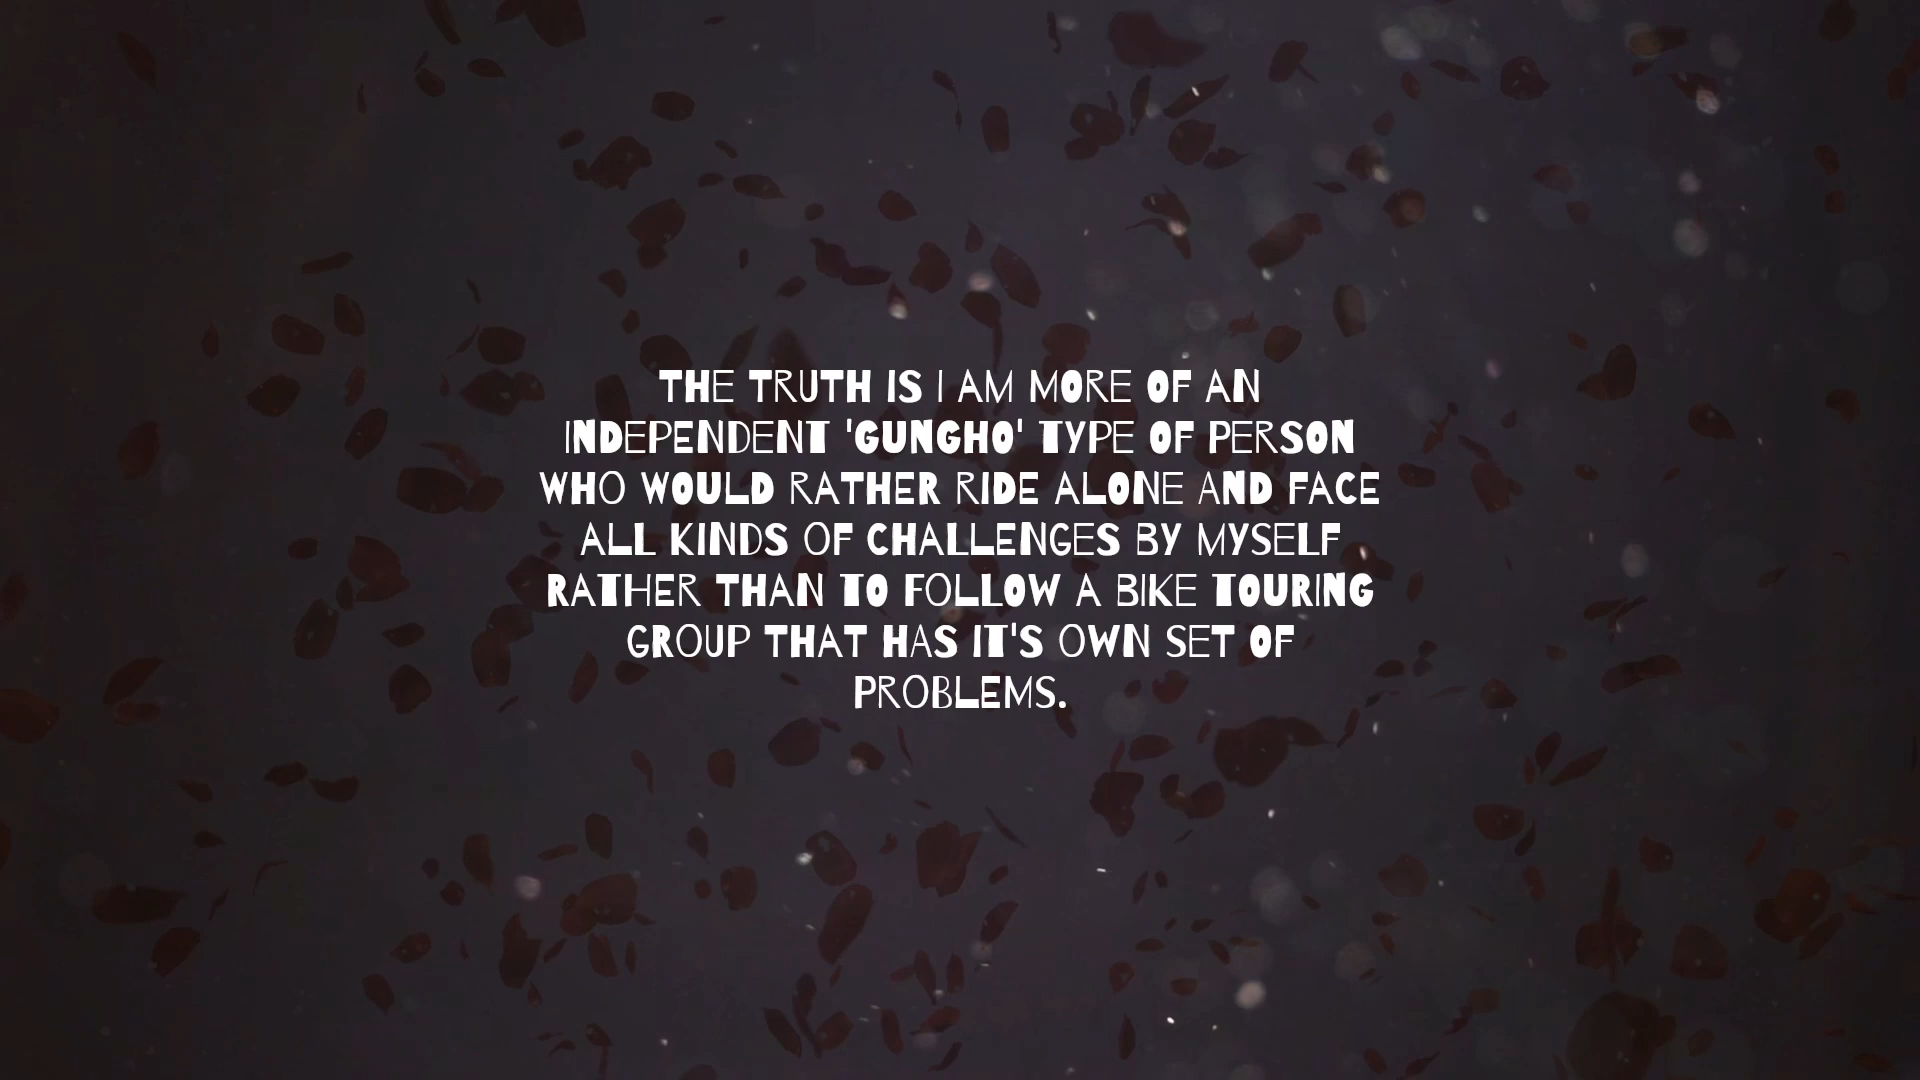 THE TRUTH IS I AM MORE OF AN
INDEPENDENT 'GUNGHO' TYPE OF PERSON
WHO WOULD RATHER RIDE ALONE AND FACE
ALL KINDS OF CHALLENGES BY MYSELF
RATHER THAN TO FOLLOW A BIKE TOURING
GROUP THAT HAS IT'S OWN SET OF
PROBLEMS.